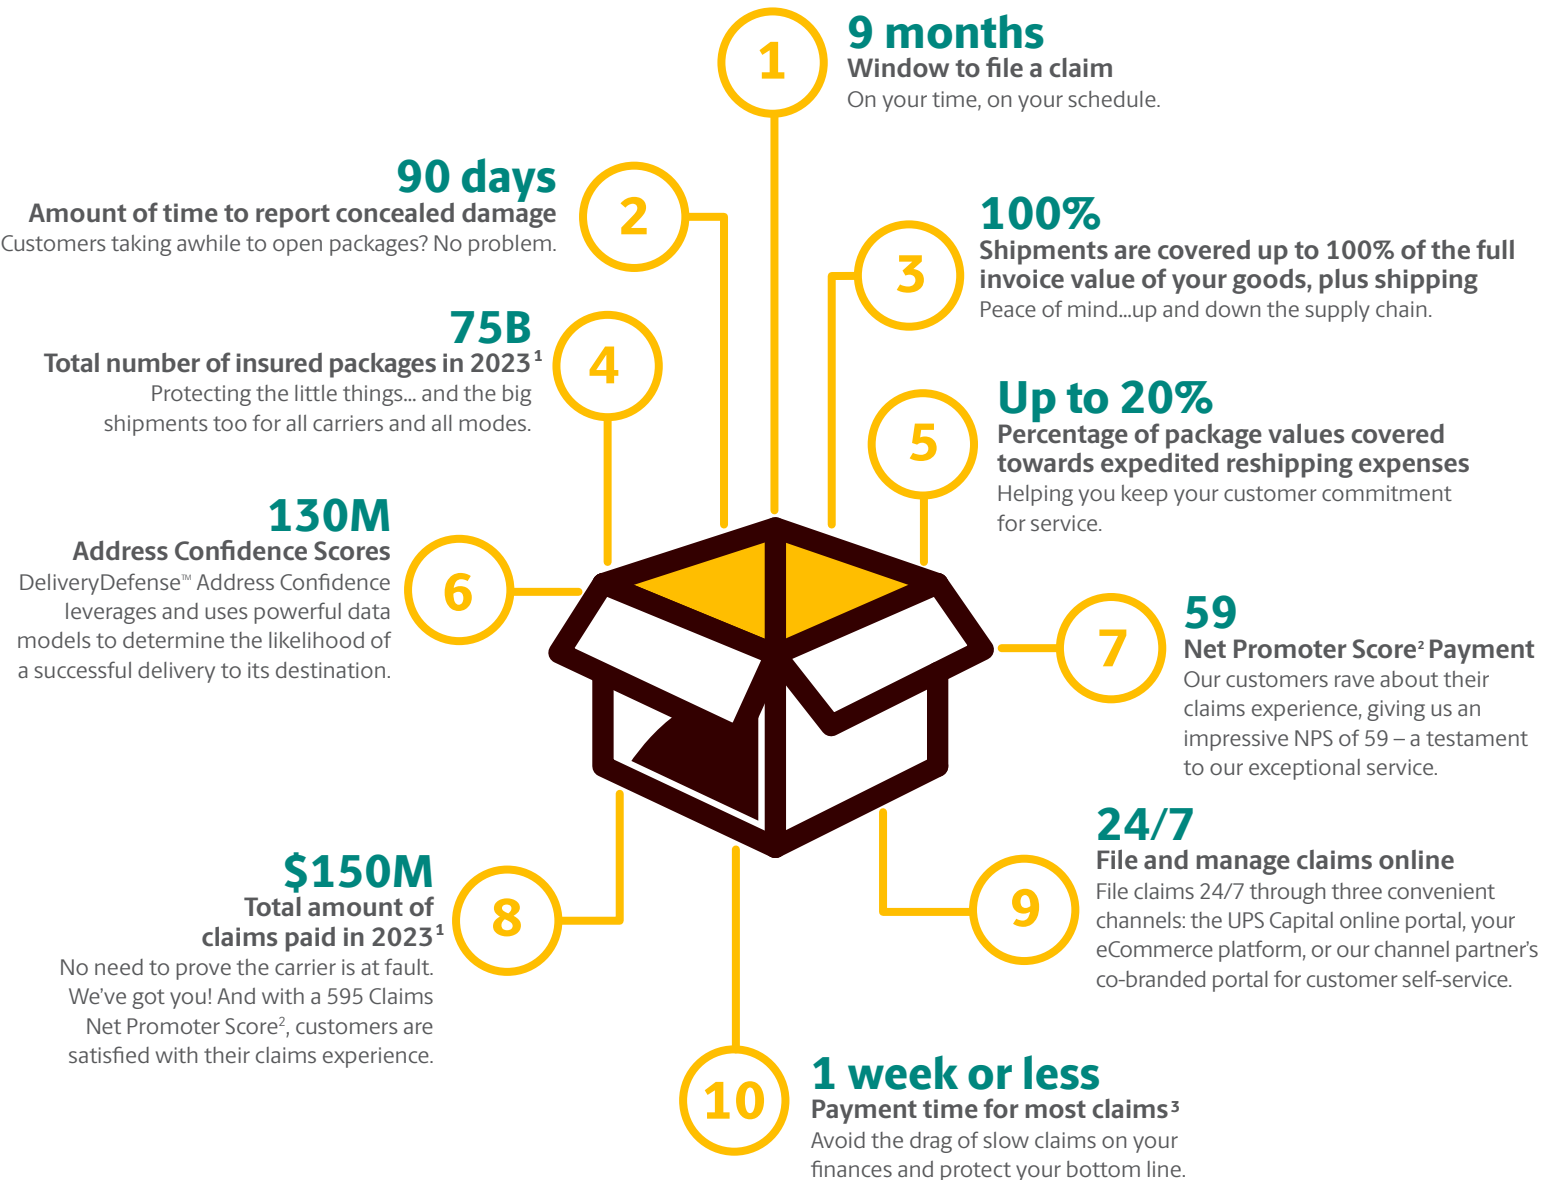 1
9 months
Window to file a claim
On your time, on your schedule.
2
90 days
Amount of time to report concealed damage
Customers taking awhile to open packages? No problem.
3
100%
Shipments are covered up to 100% of the full
invoice value of your goods, plus shipping
Peace of mind...up and down the supply chain.
4
75B
Total number of insured packages in 2023¹
Protecting the little things... and the big
shipments too for all carriers and all modes.
5
Up to 20%
Percentage of package values covered
towards expedited reshipping expenses
Helping you keep your customer commitment
for service.
6
130M
Address Confidence Scores
DeliveryDefense™ Address Confidence
leverages and uses powerful data
models to determine the likelihood of
a successful delivery to its destination.
7
59
Net Promoter Score² Payment
Our customers rave about their
claims experience, giving us an
impressive NPS of 59 – a testament
to our exceptional service.
8
$150M
Total amount of
claims paid in 2023¹
No need to prove the carrier is at fault.
We've got you! And with a 595 Claims
Net Promoter Score², customers are
satisfied with their claims experience.
9
24/7
File and manage claims online
File claims 24/7 through three convenient
channels: the UPS Capital online portal, your
eCommerce platform, or our channel partner's
co-branded portal for customer self-service.
10
1 week or less
Payment time for most claims³
Avoid the drag of slow claims on your
finances and protect your bottom line.